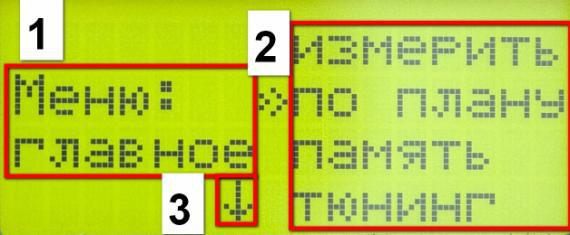 1
Меню:
главное
3
↓
2
»
измерить
по плану
память
тюнинг